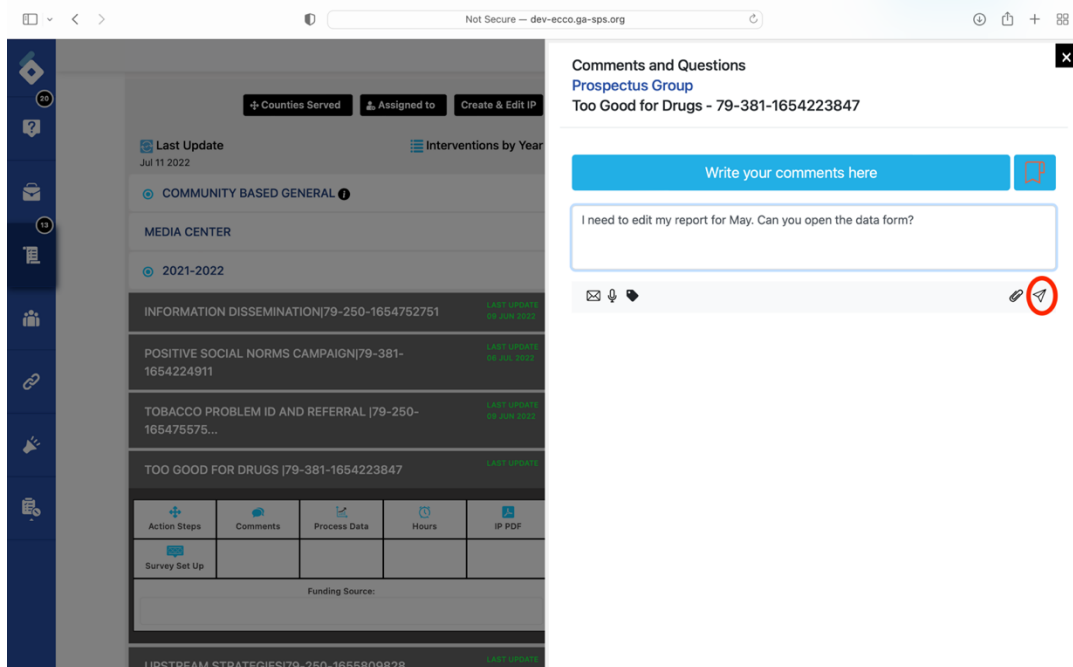 Not Secure — dev-ecco.ga-sps.org
20
13
Counties Served
Assigned to
Create & Edit IP
Last Update
Jul 11 2022
Interventions by Year
COMMUNITY BASED GENERAL
MEDIA CENTER
2021-2022
INFORMATION DISSEMINATION|79-250-1654752751
LAST UPDATE
09 JUN 2022
POSITIVE SOCIAL NORMS CAMPAIGN|79-381-
1654224911
LAST UPDATE
06 JUL 2022
TOBACCO PROBLEM ID AND REFERRAL |79-250-
165475575...
LAST UPDATE
09 JUN 2022
TOO GOOD FOR DRUGS |79-381-1654223847
LAST UPDATE
Action Steps
Comments
Process Data
Hours
IP PDF
Survey Set Up
Funding Source:
UPSTREAM STRATEGIES|79-250-1655809828
LAST UPDATE
x
Comments and Questions
Prospectus Group
Too Good for Drugs - 79-381-1654223847
Write your comments here
I need to edit my report for May. Can you open the data form?